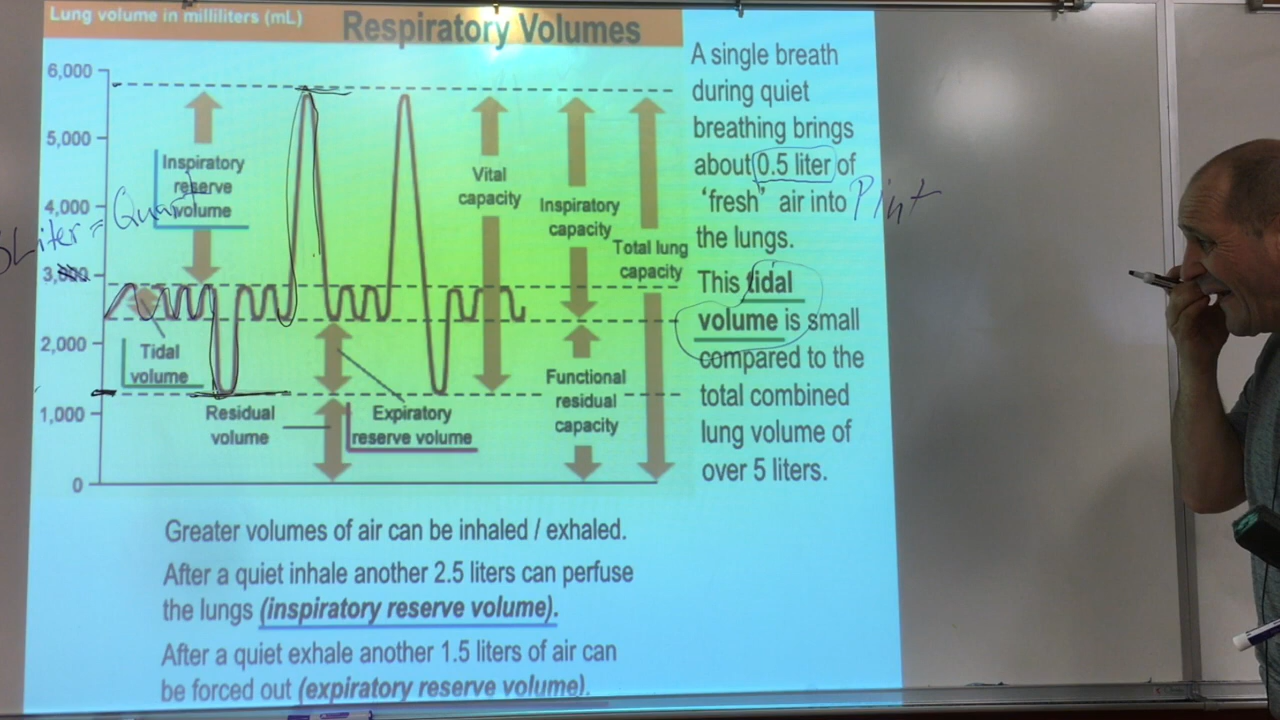 Lung volume in milliliters (mL)
Respiratory Volumes
6,000
5,000
4,000
3,000
2,000
1,000
0
Inspiratory
reserve
volume
Vital
capacity
Inspiratory
capacity
Total lung
capacity
Tidal
volume
Residual
volume
Expiratory
reserve volume
Functional
residual
capacity
Liter = Quart
A single breath
during quiet
breathing brings
about 0.5 liter of
'fresh' air into
Pint
the lungs.
This tidal
volume is small
compared to the
total combined
lung volume of
over 5 liters.
Greater volumes of air can be inhaled / exhaled.
After a quiet inhale another 2.5 liters can perfuse
the lungs (inspiratory reserve volume).
After a quiet exhale another 1.5 liters of air can
be forced out (expiratory reserve volume).